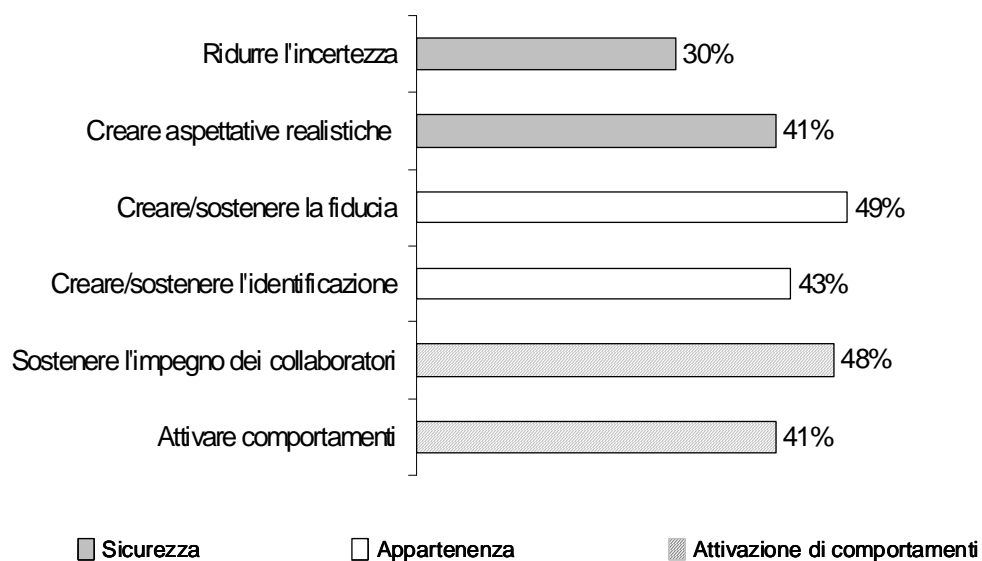 Ridurre l'incertezza 30%
Creare aspettative realistiche 41%
Creare/sostenere la fiducia 49%
Creare/sostenere l'identificazione 43%
Sostenere l'impegno dei collaboratori 48%
Attivare comportamenti 41%
Sicurezza Appartenenza Attivazione di comportamenti